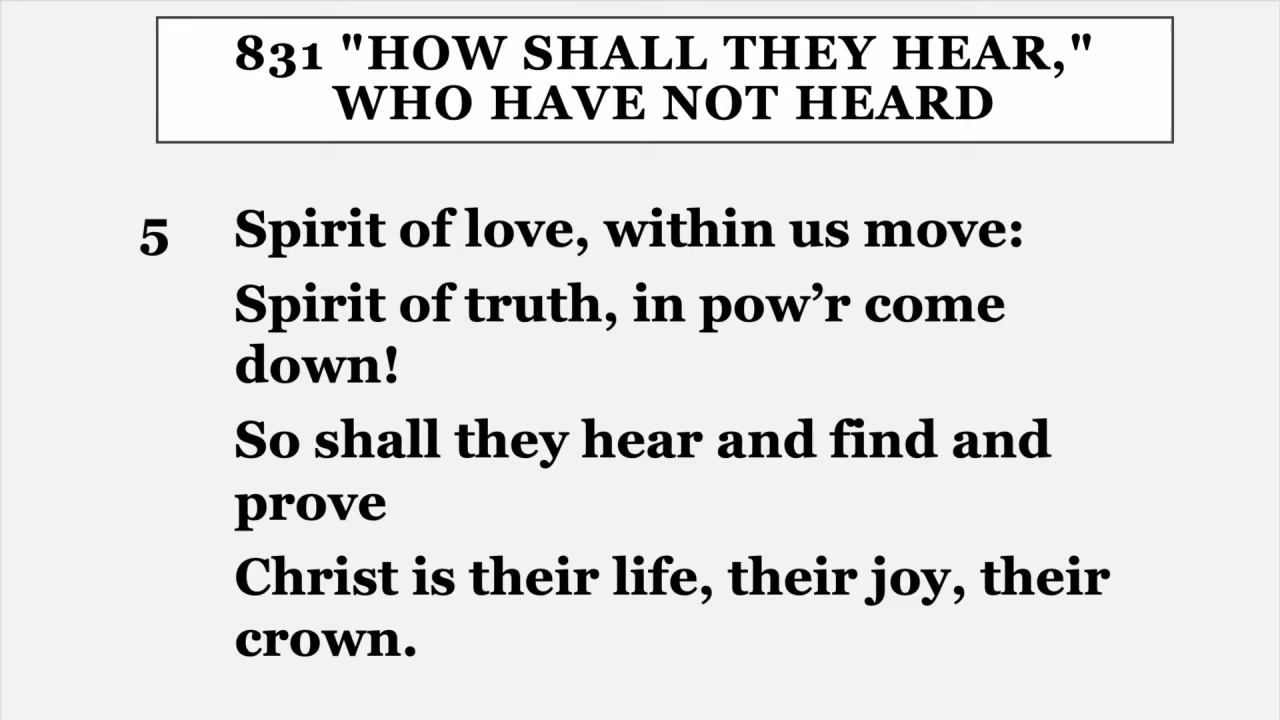 831 "HOW SHALL THEY HEAR,"
WHO HAVE NOT HEARD
5 Spirit of love, within us move:
Spirit of truth, in pow’r come
down!
So shall they hear and find and
prove
Christ is their life, their joy, their
crown.